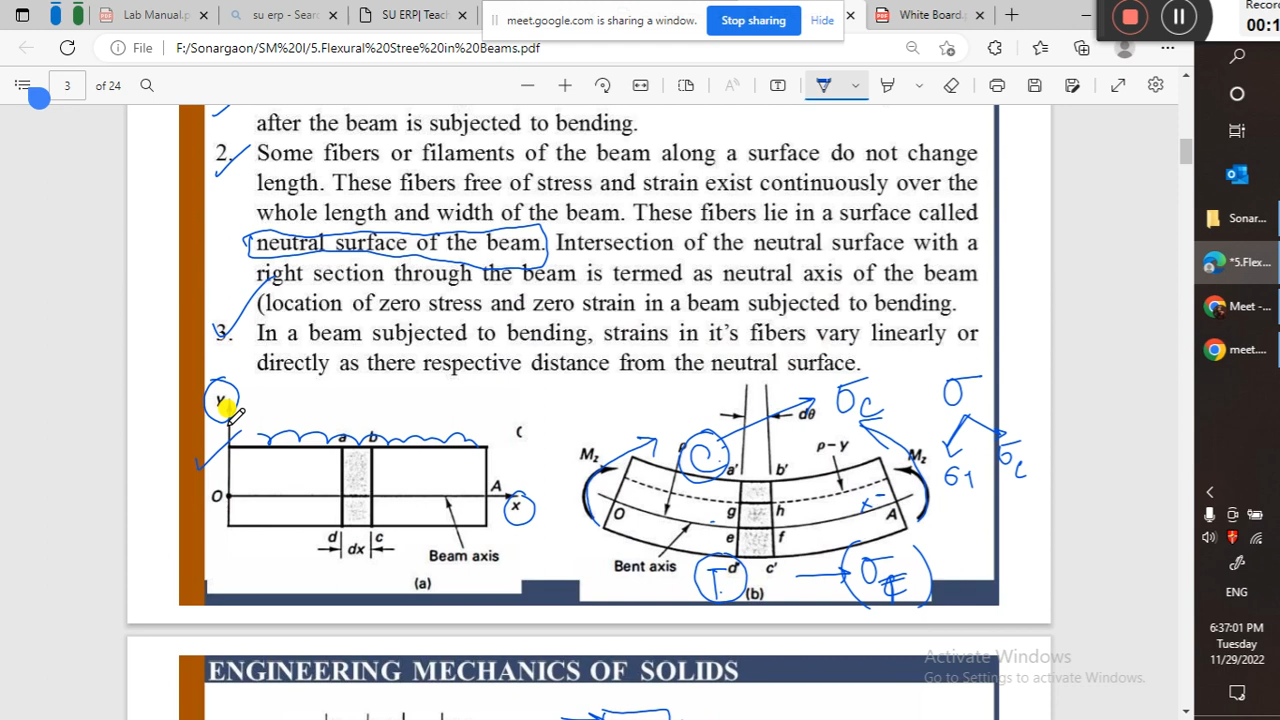 Lab Manual.p
su erp - Sear
SU ERP| Teach
meet.google.com is sharing a window.
Stop sharing
Hide
White Board.
Recor
00:1
File
F:/Sonargaon/SM%20I/5.Flexural%20Stree%20in%20Beams.pdf
3
of 24
after the beam is subjected to bending.
2. Some fibers or filaments of the beam along a surface do not change
length. These fibers free of stress and strain exist continuously over the
whole length and width of the beam. These fibers lie in a surface called
neutral surface of the beam. Intersection of the neutral surface with a
right section through the beam is termed as neutral axis of the beam
(location of zero stress and zero strain in a beam subjected to bending.
3. In a beam subjected to bending, strains in it's fibers vary linearly or
directly as there respective distance from the neutral surface.
y
a b
O
A
x
d
c
dx
Beam axis
(a)
dθ
σc
σ
σT
σc
C
ρ-y
Mz
Mz
a'
b'
g
h
O
A
e
f
Bent axis
T
d'
c'
σT
(b)
ENGINEERING MECHANICS OF SOLIDS
Sonar...
*5.Flex...
Meet -...
meet....
ENG
6:37:01 PM
Tuesday
11/29/2022
Activate Windows
Go to Settings to activate Windows.